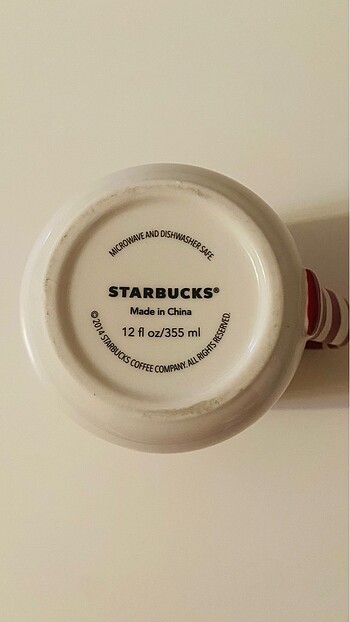 MICROWAVE AND DISHWASHER SAFE.
STARBUCKS®
Made in China
12 fl oz/355 ml
© 2014 STARBUCKS COFFEE COMPANY. ALL RIGHTS RESERVED.